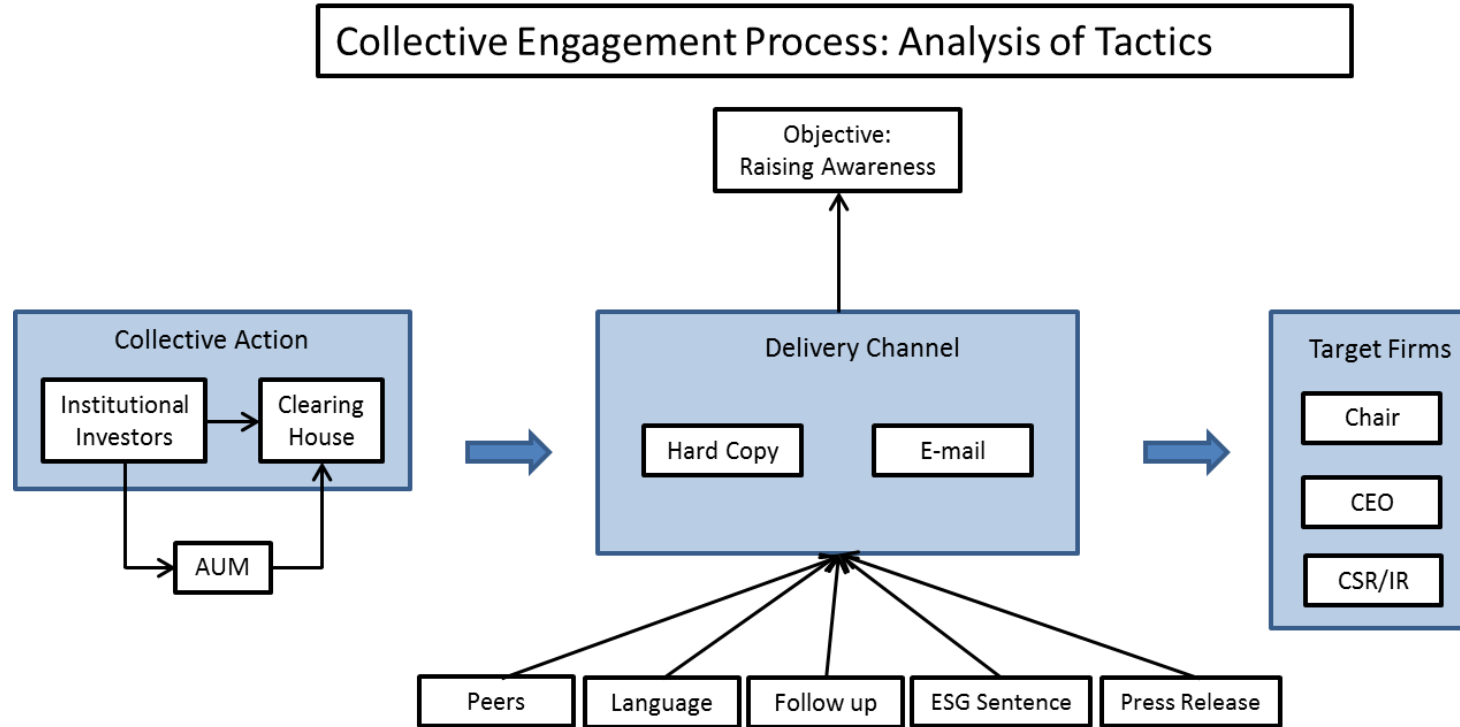 Collective Engagement Process: Analysis of Tactics
Objective:
Raising Awareness
Collective Action
Institutional
Investors
Clearing
House
AUM
Delivery Channel
Hard Copy
E-mail
Target Firms
Chair
CEO
CSR/IR
Peers
Language
Follow up
ESG Sentence
Press Release